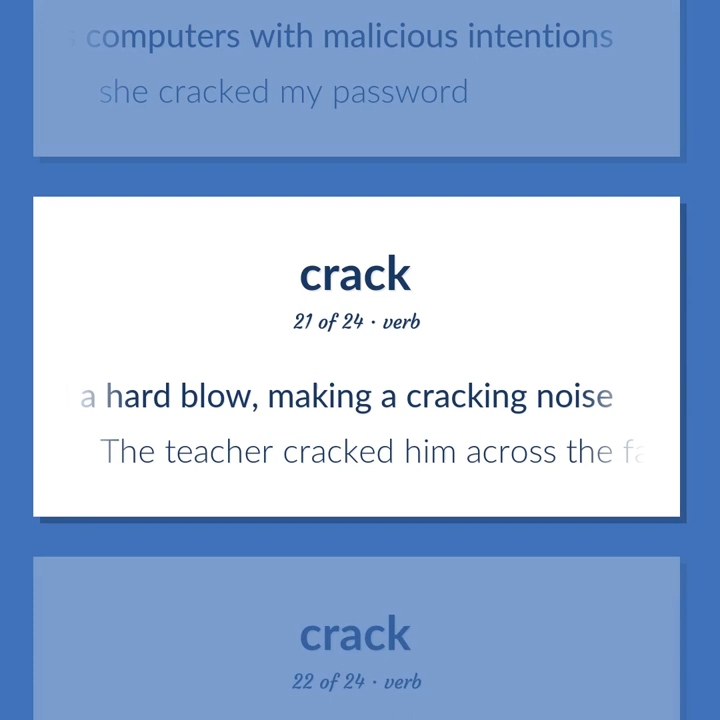 computers with malicious intentions
she cracked my password
crack
21 of 24 · verb
a hard blow, making a cracking noise
The teacher cracked him across the
crack
22 of 24 · verb